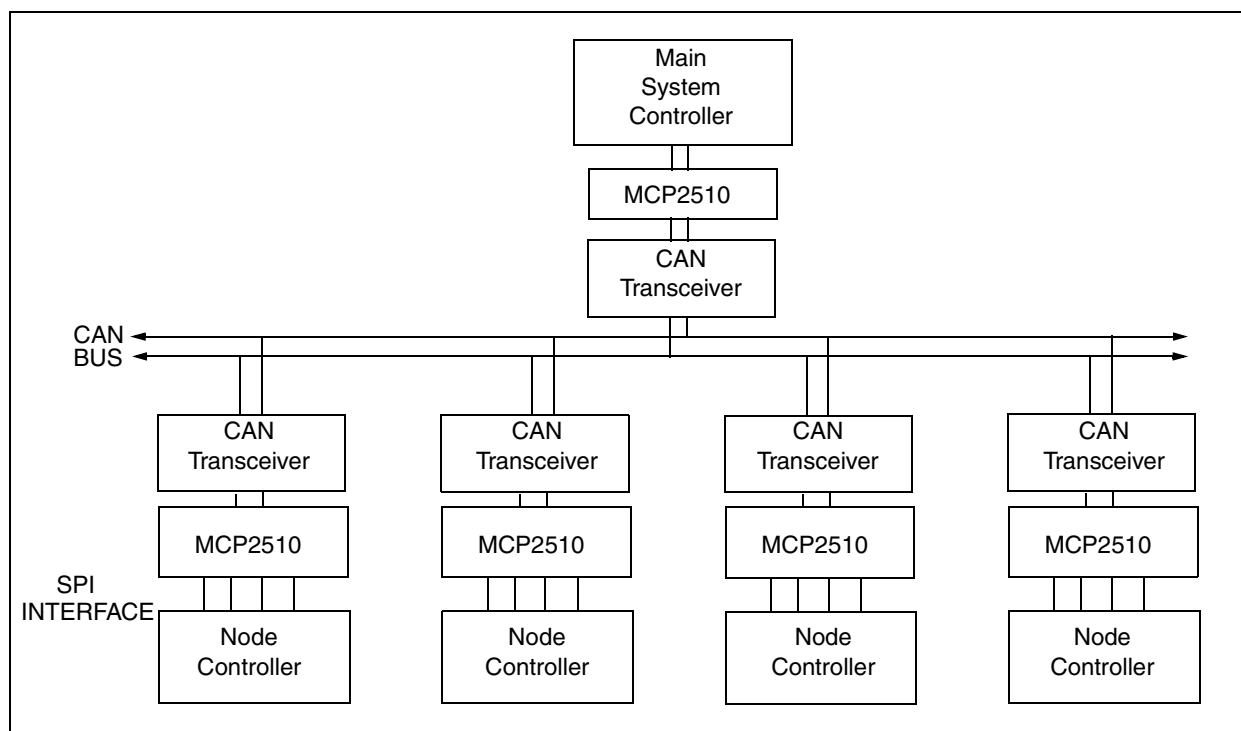 Main
System
Controller
MCP2510
CAN
Transceiver
CAN
BUS
CAN
Transceiver
CAN
Transceiver
CAN
Transceiver
CAN
Transceiver
MCP2510
MCP2510
MCP2510
MCP2510
SPI
INTERFACE
Node
Controller
Node
Controller
Node
Controller
Node
Controller